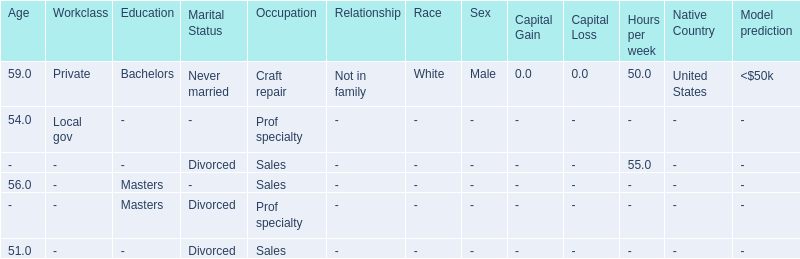 Age Workclass Education Marital Status Occupation Relationship Race Sex Capital Gain Capital Loss Hours per week Native Country Model prediction
59.0 Private Bachelors Never married Craft repair Not in family White Male 0.0 0.0 50.0 United States <$50k
54.0 Local gov - - Prof specialty - - - - - - - -
- - - Divorced Sales - - - - - 55.0 - -
56.0 - Masters - Sales - - - - - - - -
- - Masters Divorced Prof specialty - - - - - - - -
51.0 - - Divorced Sales - - - - - - - -